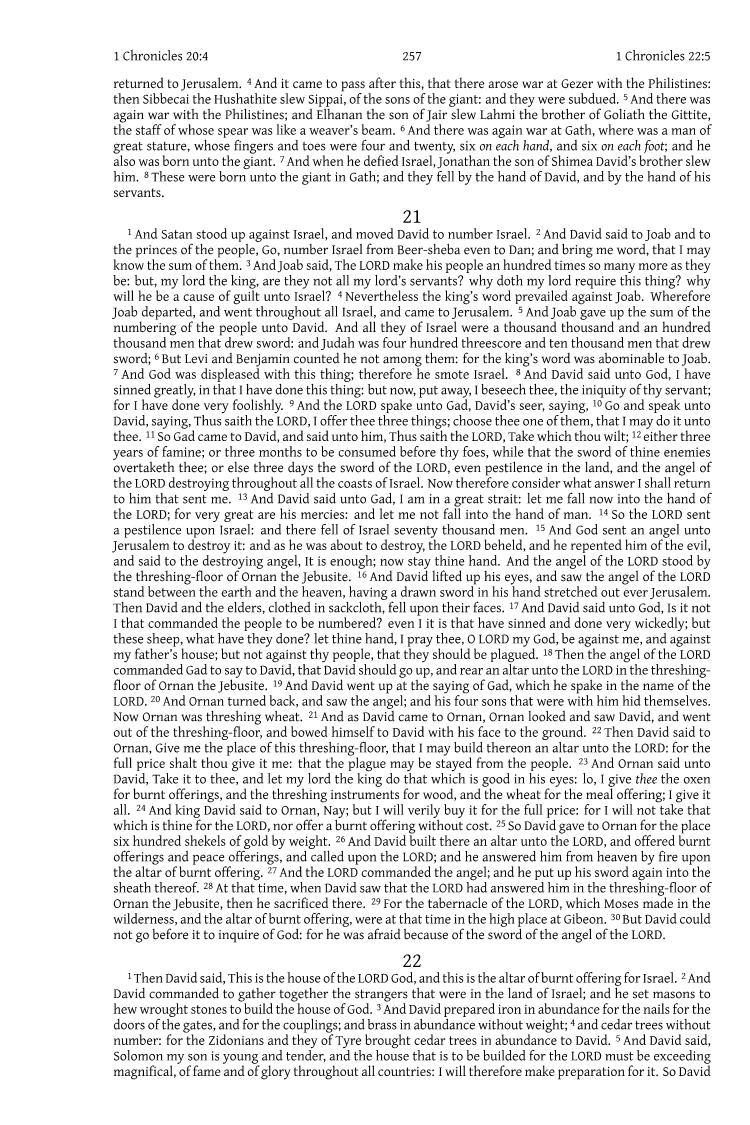 1 Chronicles 20:4 257 1 Chronicles 22:5
returned to Jerusalem. 4 And it came to pass after this, that there arose war at Gezer with the Philistines:
then Sibbecai the Hushathite slew Sippai, of the sons of the giant: and they were subdued. 5 And there was
again war with the Philistines; and Elhanan the son of Jair slew Lahmi the brother of Goliath the Gittite,
the staff of whose spear was like a weaver's beam. 6 And there was again war at Gath, where was a man of
great stature, whose fingers and toes were four and twenty, six on each hand, and six on each foot; and he
also was born unto the giant. 7 And when he defied Israel, Jonathan the son of Shimea David's brother slew
him. 8 These were born unto the giant in Gath; and they fell by the hand of David, and by the hand of his
servants.
21
1 And Satan stood up against Israel, and moved David to number Israel. 2 And David said to Joab and to
the princes of the people, Go, number Israel from Beer-sheba even to Dan; and bring me word, that I may
know the sum of them. 3 And Joab said, The LORD make his people an hundred times so many more as they
be: but, my lord the king, are they not all my lord's servants? why doth my lord require this thing? why
will he be a cause of guilt unto Israel? 4 Nevertheless the king's word prevailed against Joab. Wherefore
Joab departed, and went throughout all Israel, and came to Jerusalem. 5 And Joab gave up the sum of the
numbering of the people unto David. And all they of Israel were a thousand thousand and an hundred
thousand men that drew sword: and Judah was four hundred threescore and ten thousand men that drew
sword; 6 But Levi and Benjamin counted he not among them: for the king's word was abominable to Joab.
7 And God was displeased with this thing; therefore he smote Israel. 8 And David said unto God, I have
sinned greatly, in that I have done this thing: but now, put away, I beseech thee, the iniquity of thy servant;
for I have done very foolishly. 9 And the LORD spake unto Gad, David's seer, saying, 10 Go and speak unto
David, saying, Thus saith the LORD, I offer thee three things; choose thee one of them, that I may do it unto
thee. 11 So Gad came to David, and said unto him, Thus saith the LORD, Take which thou wilt; 12 either three
years of famine; or three months to be consumed before thy foes, while that the sword of thine enemies
overtaketh thee; or else three days the sword of the LORD, even pestilence in the land, and the angel of
the LORD destroying throughout all the coasts of Israel. Now therefore consider what answer I shall return
to him that sent me. 13 And David said unto Gad, I am in a great strait: let me fall now into the hand of
the LORD; for very great are his mercies: and let me not fall into the hand of man. 14 So the LORD sent
a pestilence upon Israel: and there fell of Israel seventy thousand men. 15 And God sent an angel unto
Jerusalem to destroy it: and as he was about to destroy, the LORD beheld, and he repented him of the evil,
and said to the destroying angel, It is enough; now stay thine hand. And the angel of the LORD stood by
the threshing-floor of Ornan the Jebusite. 16 And David lifted up his eyes, and saw the angel of the LORD
stand between the earth and the heaven, having a drawn sword in his hand stretched out over Jerusalem.
Then David and the elders, clothed in sackcloth, fell upon their faces. 17 And David said unto God, Is it not
I that commanded the people to be numbered? even I it is that have sinned and done very wickedly; but
these sheep, what have they done? let thine hand, I pray thee, O LORD my God, be against me, and against
my father's house; but not against thy people, that they should be plagued. 18 Then the angel of the LORD
commanded Gad to say to David, that David should go up, and rear an altar unto the LORD in the threshing-
floor of Ornan the Jebusite. 19 And David went up at the saying of Gad, which he spake in the name of the
LORD. 20 And Ornan turned back, and saw the angel; and his four sons that were with him hid themselves.
Now Ornan was threshing wheat. 21 And as David came to Ornan, Ornan looked and saw David, and went
out of the threshing-floor, and bowed himself to David with his face to the ground. 22 Then David said to
Ornan, Give me the place of this threshing-floor, that I may build thereon an altar unto the LORD: for the
full price shalt thou give it me: that the plague may be stayed from the people. 23 And Ornan said unto
David, Take it to thee, and let my lord the king do that which is good in his eyes: lo, I give thee the oxen
for burnt offerings, and the threshing instruments for wood, and the wheat for the meal offering; I give it
all. 24 And king David said to Ornan, Nay; but I will verily buy it for the full price: for I will not take that
which is thine for the LORD, nor offer a burnt offering without cost. 25 So David gave to Ornan for the place
six hundred shekels of gold by weight. 26 And David built there an altar unto the LORD, and offered burnt
offerings and peace offerings, and called upon the LORD; and he answered him from heaven by fire upon
the altar of burnt offering. 27 And the LORD commanded the angel; and he put up his sword again into the
sheath thereof. 28 At that time, when David saw that the LORD had answered him in the threshing-floor of
Ornan the Jebusite, then he sacrificed there. 29 For the tabernacle of the LORD, which Moses made in the
wilderness, and the altar of burnt offering, were at that time in the high place at Gibeon. 30 But David could
not go before it to inquire of God: for he was afraid because of the sword of the angel of the LORD.
22
1 Then David said, This is the house of the LORD God, and this is the altar of burnt offering for Israel. 2 And
David commanded to gather together the strangers that were in the land of Israel; and he set masons to
hew wrought stones to build the house of God. 3 And David prepared iron in abundance for the nails for the
doors of the gates, and for the couplings; and brass in abundance without weight; 4 and cedar trees without
number: for the Zidonians and they of Tyre brought cedar trees in abundance to David. 5 And David said,
Solomon my son is young and tender, and the house that is to be builded for the LORD must be exceeding
magnifical, of fame and of glory throughout all countries: I will therefore make preparation for it. So David